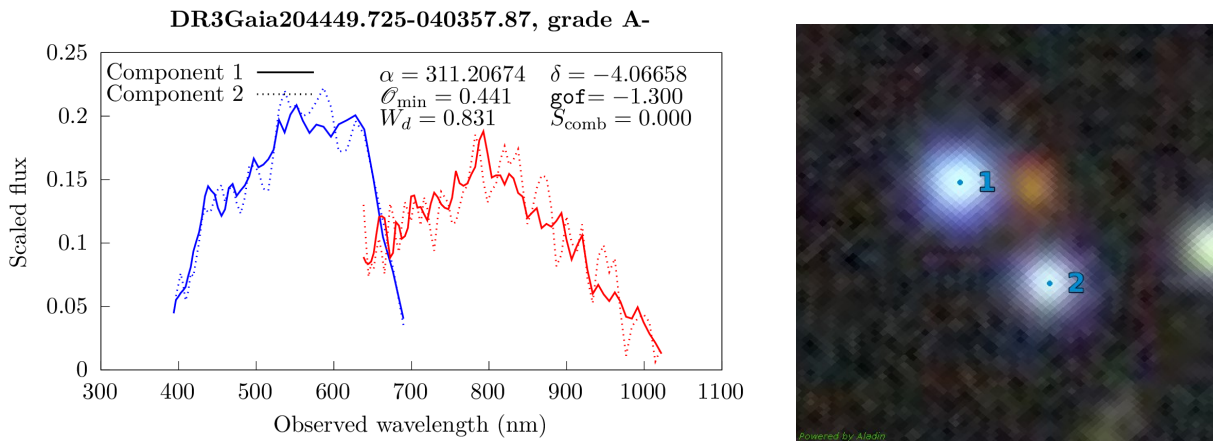 DR3Gaia204449.725-040357.87, grade A-
Component 1
Component 2
α = 311.20674 δ = −4.06658
𝒪min = 0.441 gof= −1.300
Wd = 0.831 Scomb = 0.000
Scaled flux
0.25
0.2
0.15
0.1
0.05
0
300 400 500 600 700 800 900 1000 1100
Observed wavelength (nm)
1
2
Powered by Aladin